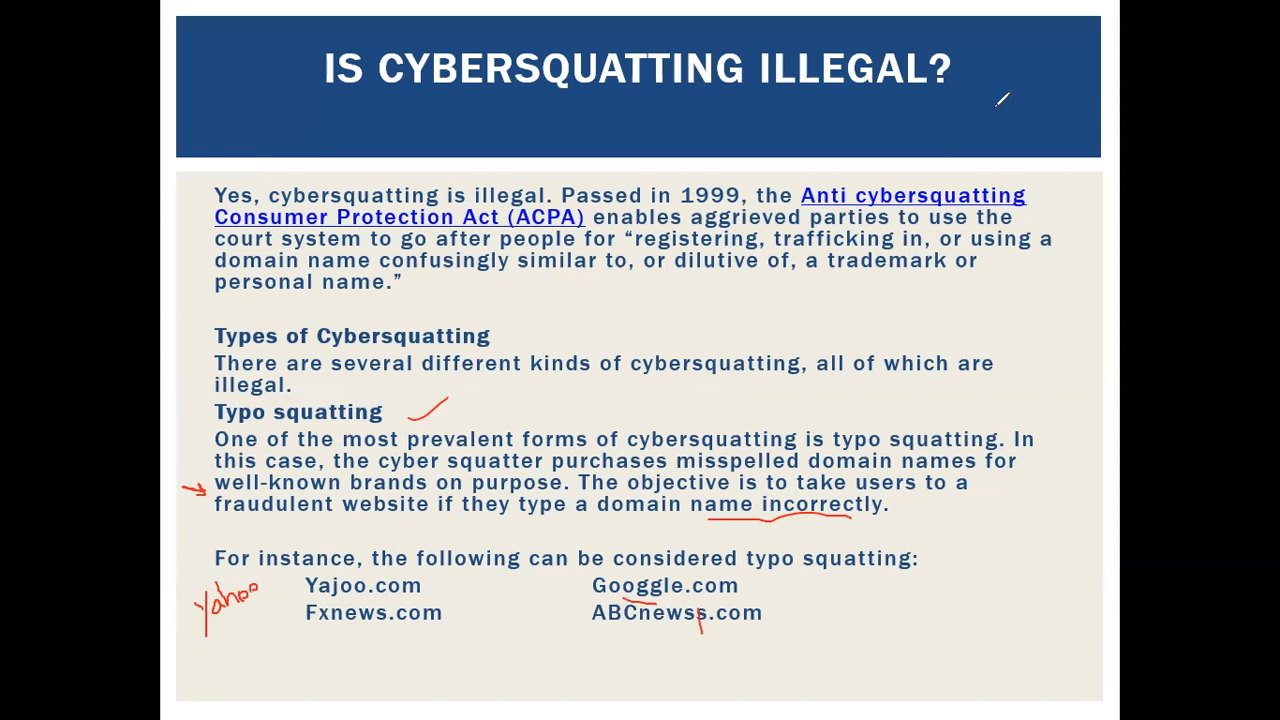 IS CYBERSQUATTING ILLEGAL?
Yes, cybersquatting is illegal. Passed in 1999, the Anti cybersquatting
Consumer Protection Act (ACPA) enables aggrieved parties to use the
court system to go after people for “registering, trafficking in, or using a
domain name confusingly similar to, or dilutive of, a trademark or
personal name.”
Types of Cybersquatting
There are several different kinds of cybersquatting, all of which are
illegal.
Typo squatting
One of the most prevalent forms of cybersquatting is typo squatting. In
this case, the cyber squatter purchases misspelled domain names for
well-known brands on purpose. The objective is to take users to a
fraudulent website if they type a domain name incorrectly.
For instance, the following can be considered typo squatting:
Yahoo Yajoo.com Googgle.com
Fxnews.com ABCnewss.com